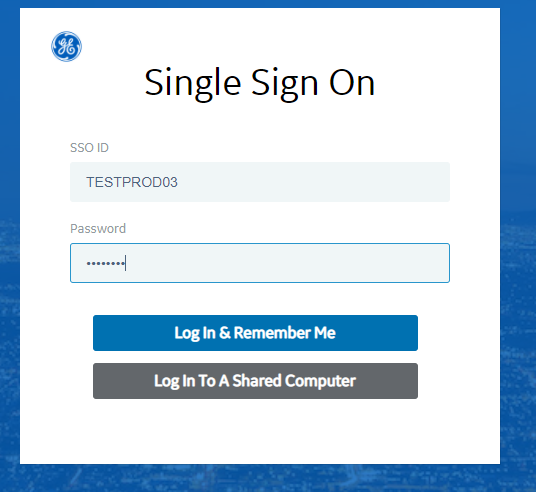 GE
Single Sign On
SSO ID
TESTPROD03
Password
••••••••
Log In & Remember Me
Log In To A Shared Computer